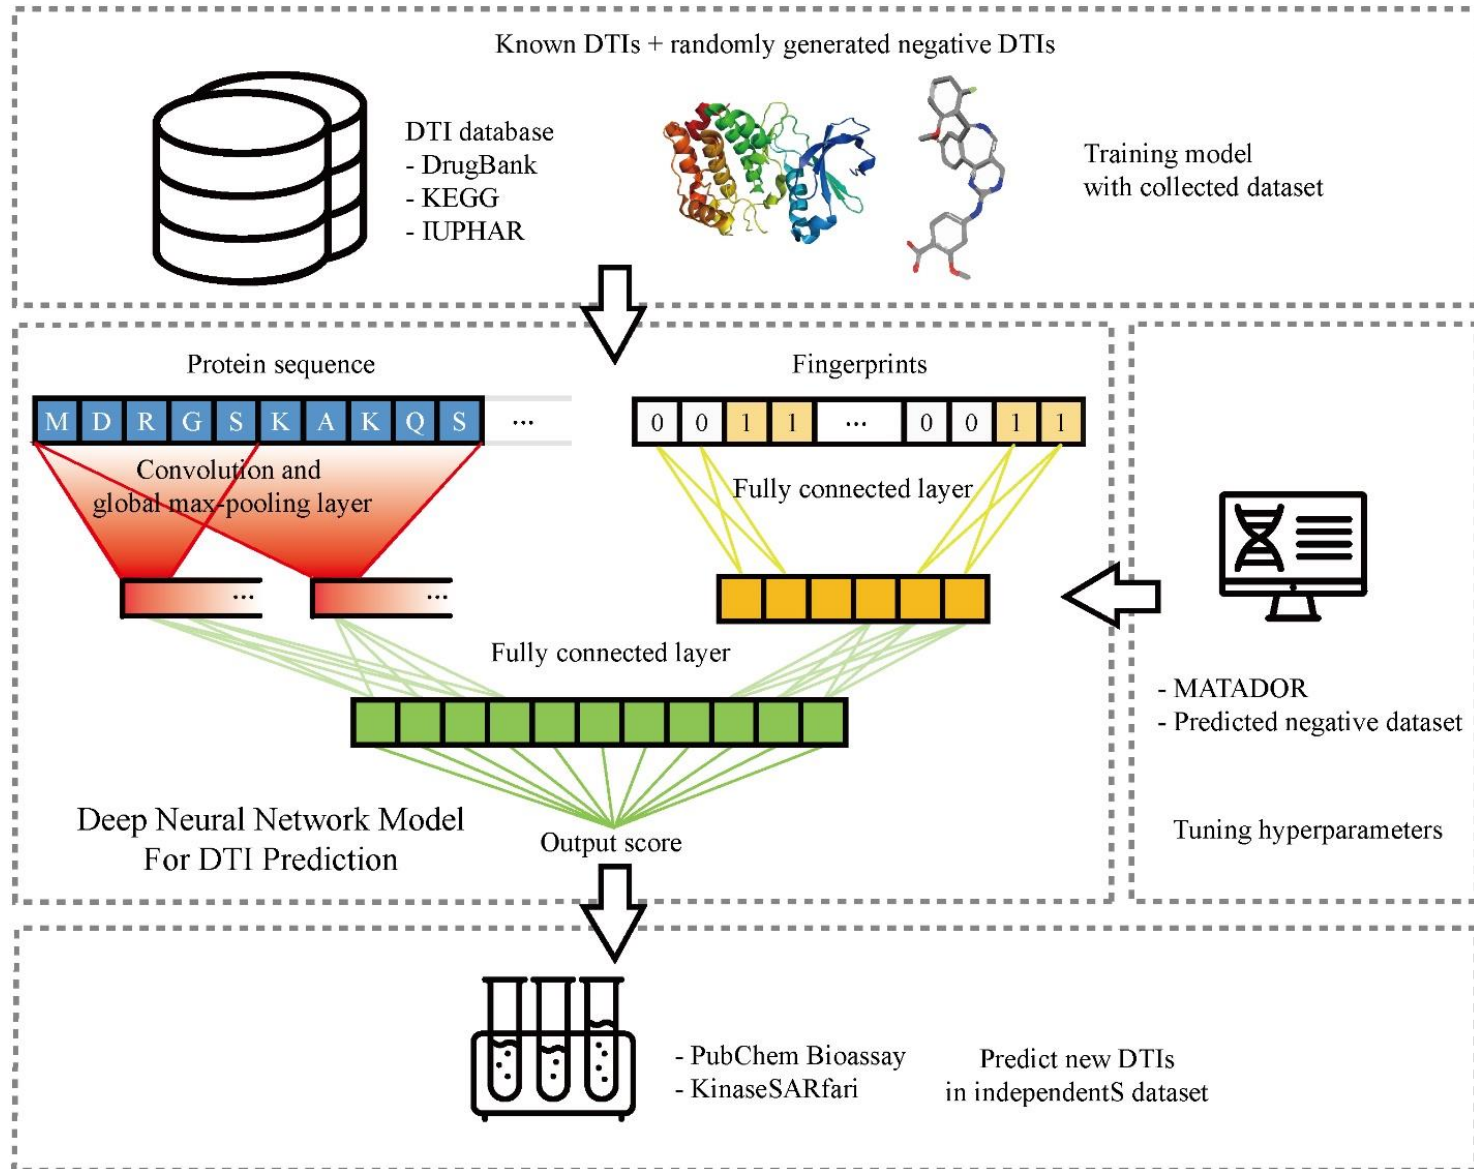 Known DTIs + randomly generated negative DTIs
DTI database
- DrugBank
- KEGG
- IUPHAR
Training model
with collected dataset
Protein sequence
M D R G S K A K Q S ...
Convolution and
global max-pooling layer
... ...
Fingerprints
0 0 1 1 ... 0 0 1 1
Fully connected layer
Fully connected layer
Output score
Deep Neural Network Model
For DTI Prediction
- MATADOR
- Predicted negative dataset
Tuning hyperparameters
- PubChem Bioassay
- KinaseSARfari
Predict new DTIs
in independentS dataset